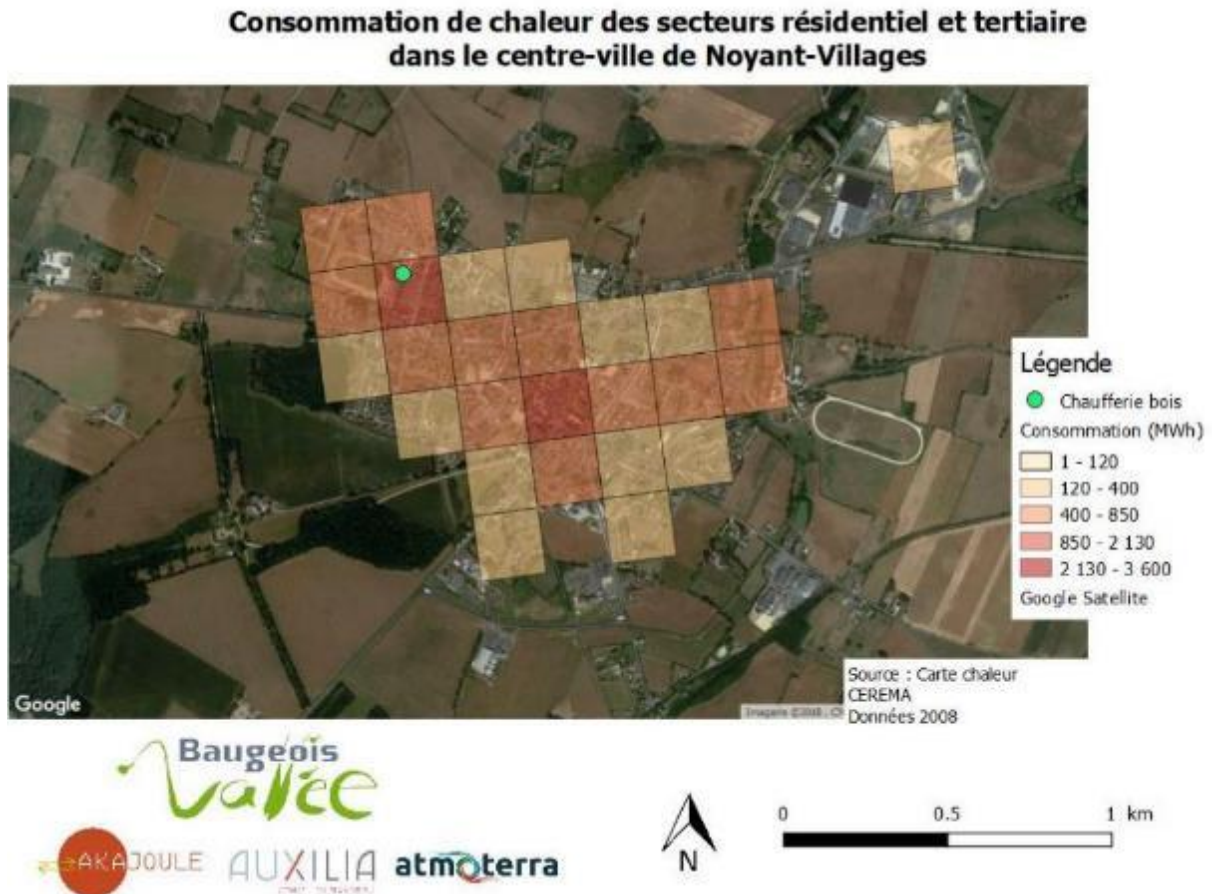 Consommation de chaleur des secteurs résidentiel et tertiaire
dans le centre-ville de Noyant-Villages
Légende
Chaufferie bois
Consommation (MWh)
1 - 120
120 - 400
400 - 850
850 - 2 130
2 130 - 3 600
Google Satellite
Source : Carte chaleur
CEREMA
Données 2008
Google
Baugeois
Vallée
AKAJOULE
AUXILIA
atmoterra
N
0
0.5
1 km